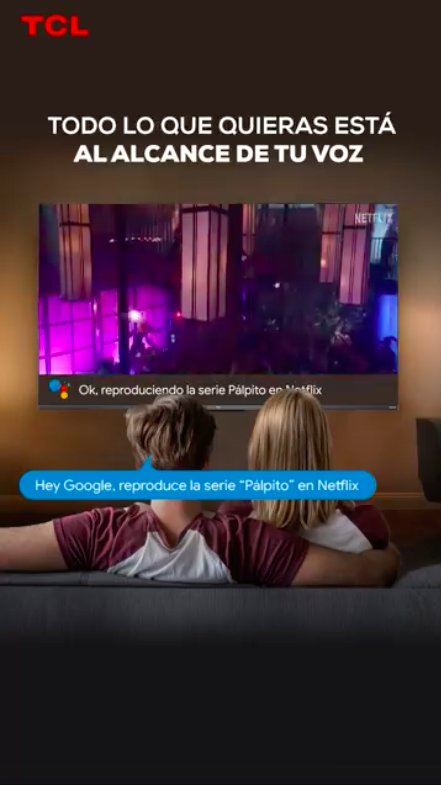 TCL
TODO LO QUE QUIERAS ESTÁ
AL ALCANCE DE TU VOZ
NETFLIX
Ok, reproduciendo la serie Pálpito en Netflix
Hey Google, reproduce la serie “Pálpito” en Netflix